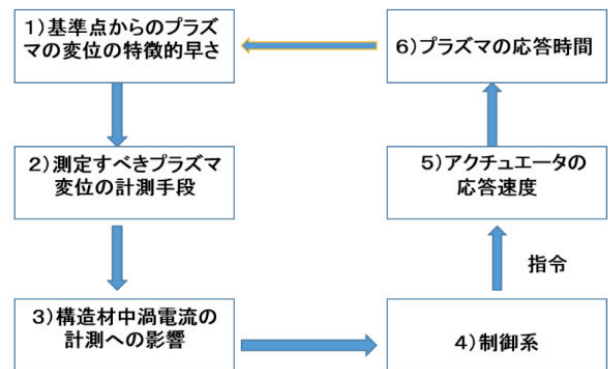 1)基準点からのプラズ
マの変位の特徴的早さ
2)測定すべきプラズマ
変位の計測手段
3)構造材中渦電流の
計測への影響
4)制御系
指令
5)アクチュエータの
応答速度
6)プラズマの応答時間